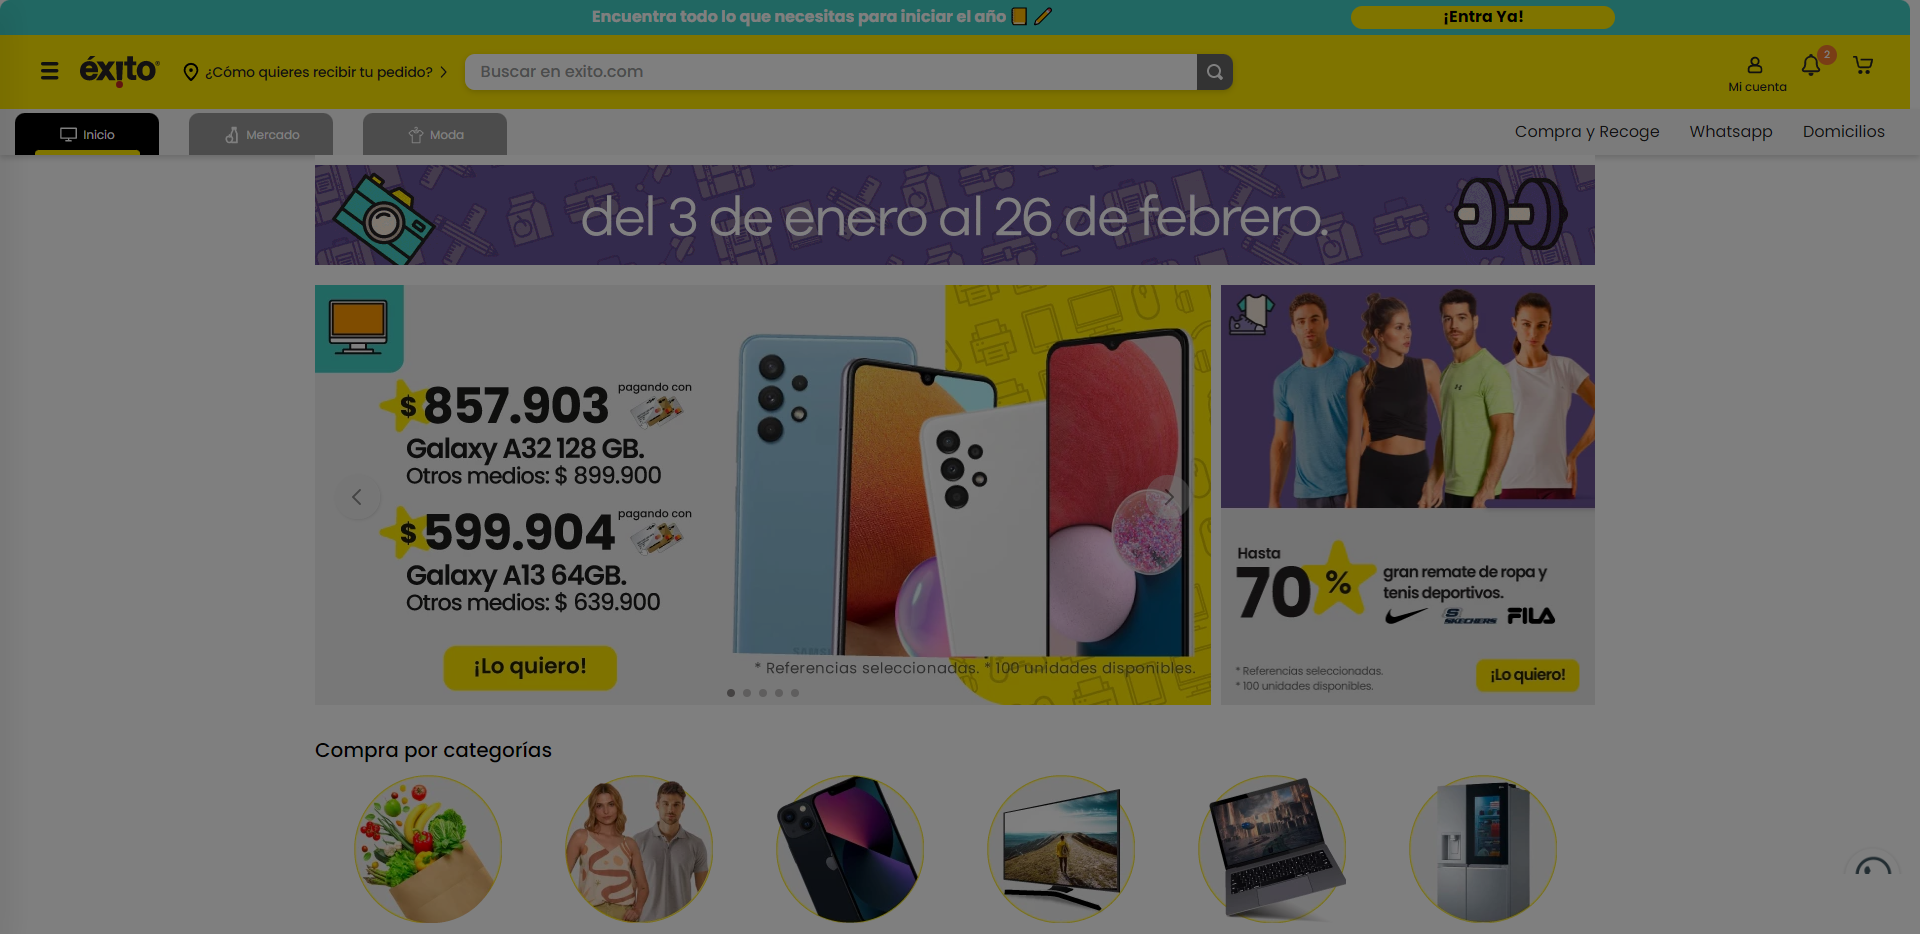 Encuentra todo lo que necesitas para iniciar el año
¡Entra Ya!
éxito
¿Cómo quieres recibir tu pedido?
Buscar en exito.com
Mi cuenta
2
Inicio
Mercado
Moda
Compra y Recoge
Whatsapp
Domicilios
del 3 de enero al 26 de febrero.
$ 857.903 pagando con
Galaxy A32 128 GB.
Otros medios: $ 899.900
$ 599.904 pagando con
Galaxy A13 64GB.
Otros medios: $ 639.900
¡Lo quiero!
SAMSUNG
* Referencias seleccionadas. * 100 unidades disponibles.
Hasta
70 %
gran remate de ropa y
tenis deportivos.
SKECHERS FILA
* Referencias seleccionadas.
* 100 unidades disponibles.
¡Lo quiero!
Compra por categorías